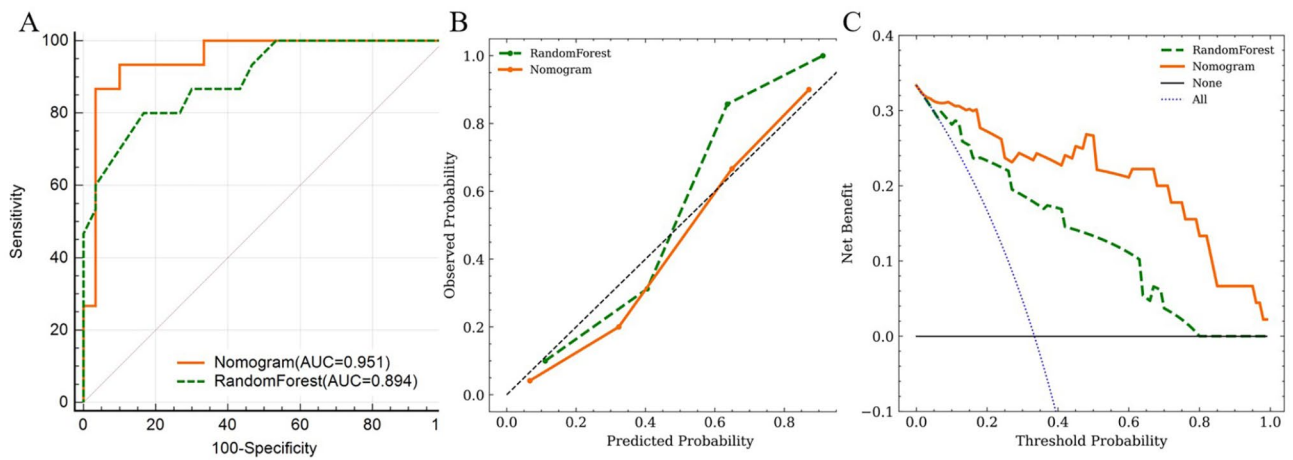 A
100
80
60
40
20
0
0
20
40
60
80
100-Specificity
Sensitivity
Nomogram(AUC=0.951)
RandomForest(AUC=0.894)
B
1.0
0.8
0.6
0.4
0.2
0.0
0.0
0.2
0.4
0.6
0.8
Predicted Probability
Observed Probability
RandomForest
Nomogram
C
0.4
0.3
0.2
0.1
0.0
−0.1
0.0
0.2
0.4
0.6
0.8
1.0
Threshold Probability
Net Benefit
RandomForest
Nomogram
None
All